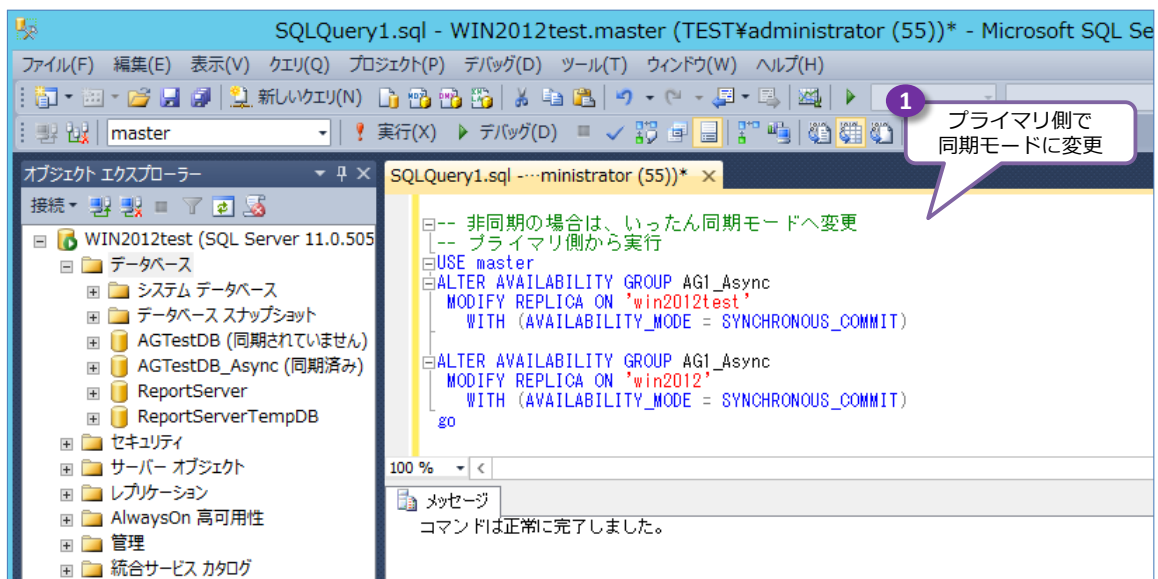 SQLQuery1.sql - WIN2012test.master (TEST¥administrator (55))* - Microsoft SQL Se
ファイル(F) 編集(E) 表示(V) クエリ(Q) プロジェクト(P) デバッグ(D) ツール(T) ウィンドウ(W) ヘルプ(H)
新しいクエリ(N)
master
実行(X) デバッグ(D)
1
プライマリ側で
同期モードに変更
オブジェクト エクスプローラー
接続
WIN2012test (SQL Server 11.0.505
データベース
システム データベース
データベース スナップショット
AGTestDB (同期されていません)
AGTestDB_Async (同期済み)
ReportServer
ReportServerTempDB
セキュリティ
サーバー オブジェクト
レプリケーション
AlwaysOn 高可用性
管理
統合サービス カタログ
SQLQuery1.sql -…ministrator (55))*
-- 非同期の場合は、いったん同期モードへ変更
-- プライマリ側から実行
USE master
ALTER AVAILABILITY GROUP AG1_Async
MODIFY REPLICA ON 'win2012test'
WITH (AVAILABILITY_MODE = SYNCHRONOUS_COMMIT)
ALTER AVAILABILITY GROUP AG1_Async
MODIFY REPLICA ON 'win2012'
WITH (AVAILABILITY_MODE = SYNCHRONOUS_COMMIT)
go
100 %
メッセージ
コマンドは正常に完了しました。